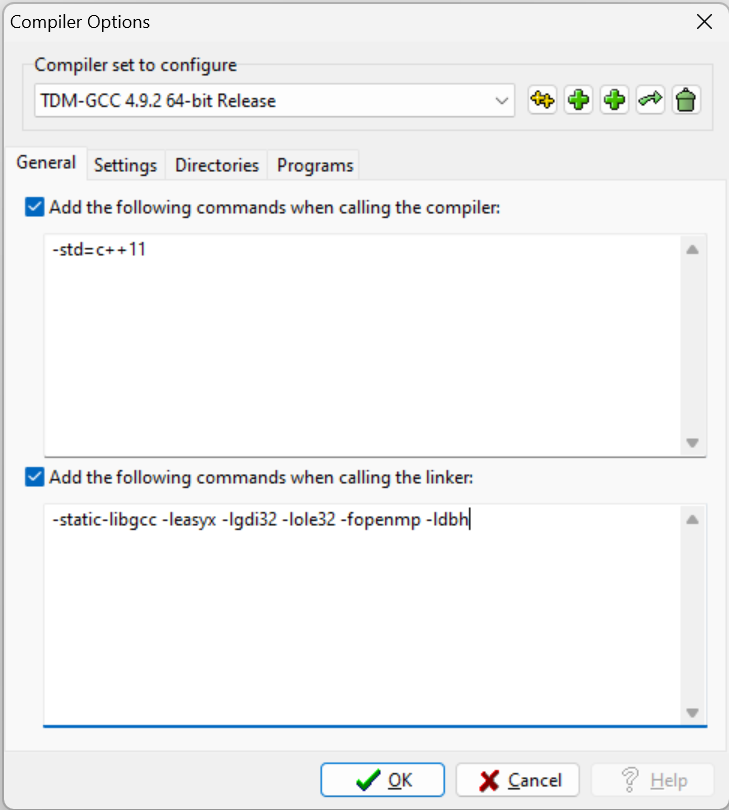 Compiler Options
Compiler set to configure
TDM-GCC 4.9.2 64-bit Release
General Settings Directories Programs
Add the following commands when calling the compiler:
-std=c++11
Add the following commands when calling the linker:
-static-libgcc -leasyx -lgdi32 -lole32 -fopenmp -ldbh
OK Cancel Help